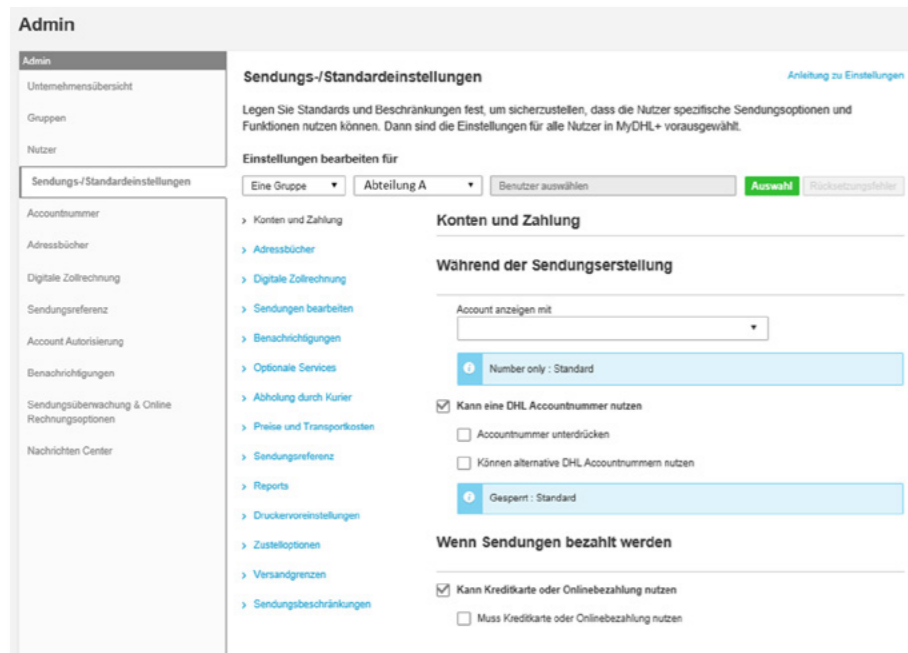 Admin
Admin
Unternehmensübersicht
Gruppen
Nutzer
Sendungs-/Standardeinstellungen
Accountnummer
Adressbücher
Digitale Zollrechnung
Sendungsreferenz
Account Autorisierung
Benachrichtigungen
Sendungsüberwachung & Online
Rechnungsoptionen
Nachrichten Center
Sendungs-/Standardeinstellungen
Anleitung zu Einstellungen
Legen Sie Standards und Beschränkungen fest, um sicherzustellen, dass die Nutzer spezifische Sendungsoptionen und
Funktionen nutzen können. Dann sind die Einstellungen für alle Nutzer in MyDHL+ vorausgewählt.
Einstellungen bearbeiten für
Eine Gruppe
Abteilung A
Benutzer auswählen
Auswahl
Rücksetzungsfehler
Konten und Zahlung
Adressbücher
Digitale Zollrechnung
Sendungen bearbeiten
Benachrichtigungen
Optionale Services
Abholung durch Kurier
Preise und Transportkosten
Sendungsreferenz
Reports
Druckervoreinstellungen
Zustelloptionen
Versandgrenzen
Sendungsbeschränkungen
Konten und Zahlung
Während der Sendungserstellung
Account anzeigen mit
Number only : Standard
Kann eine DHL Accountnummer nutzen
Accountnummer unterdrücken
Können alternative DHL Accountnummern nutzen
Gesperrt : Standard
Wenn Sendungen bezahlt werden
Kann Kreditkarte oder Onlinebezahlung nutzen
Muss Kreditkarte oder Onlinebezahlung nutzen